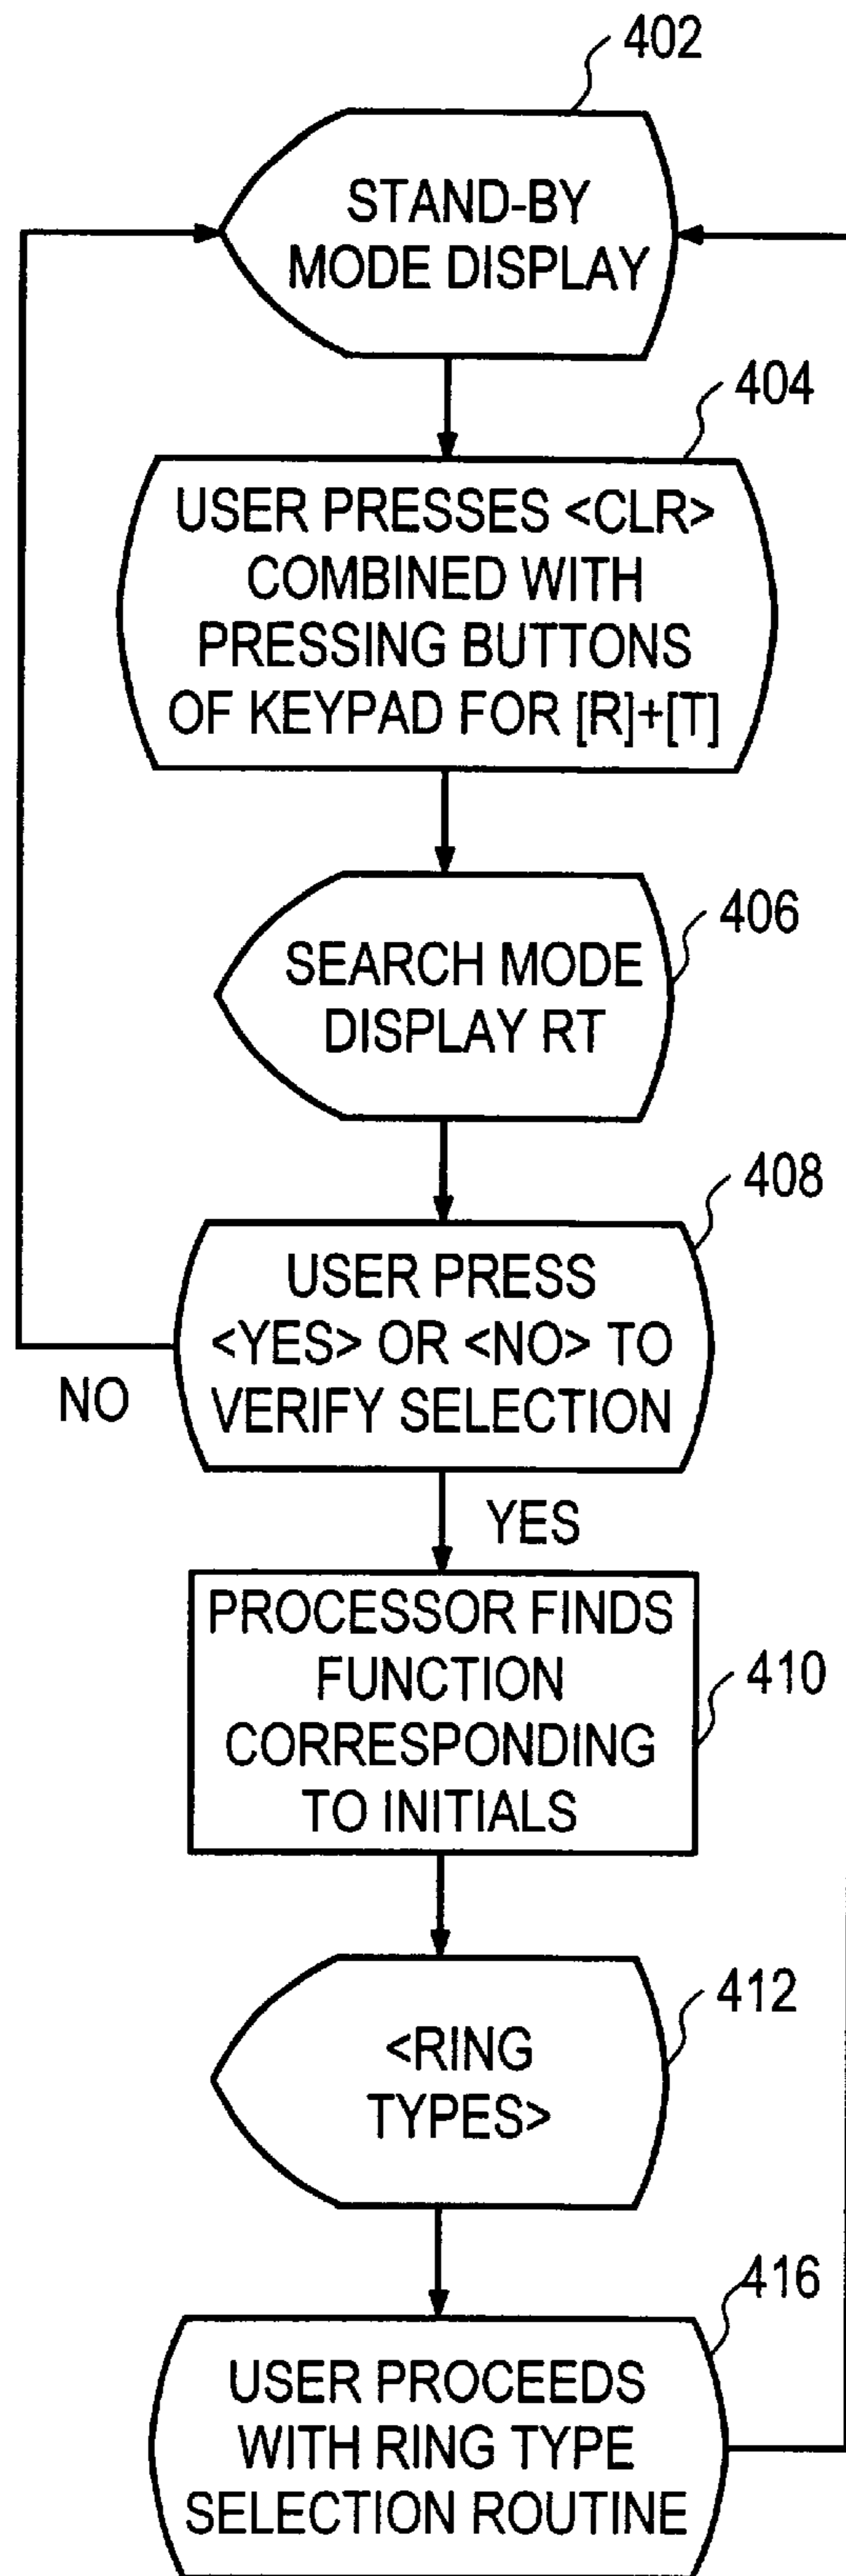 402
STAND-BY
MODE DISPLAY
404
USER PRESSES <CLR>
COMBINED WITH
PRESSING BUTTONS
OF KEYPAD FOR [R]+[T]
406
SEARCH MODE
DISPLAY RT
408
USER PRESS
<YES> OR <NO> TO
VERIFY SELECTION
NO
YES
PROCESSOR FINDS
FUNCTION
CORRESPONDING
TO INITIALS
410
412
<RING
TYPES>
416
USER PROCEEDS
WITH RING TYPE
SELECTION ROUTINE